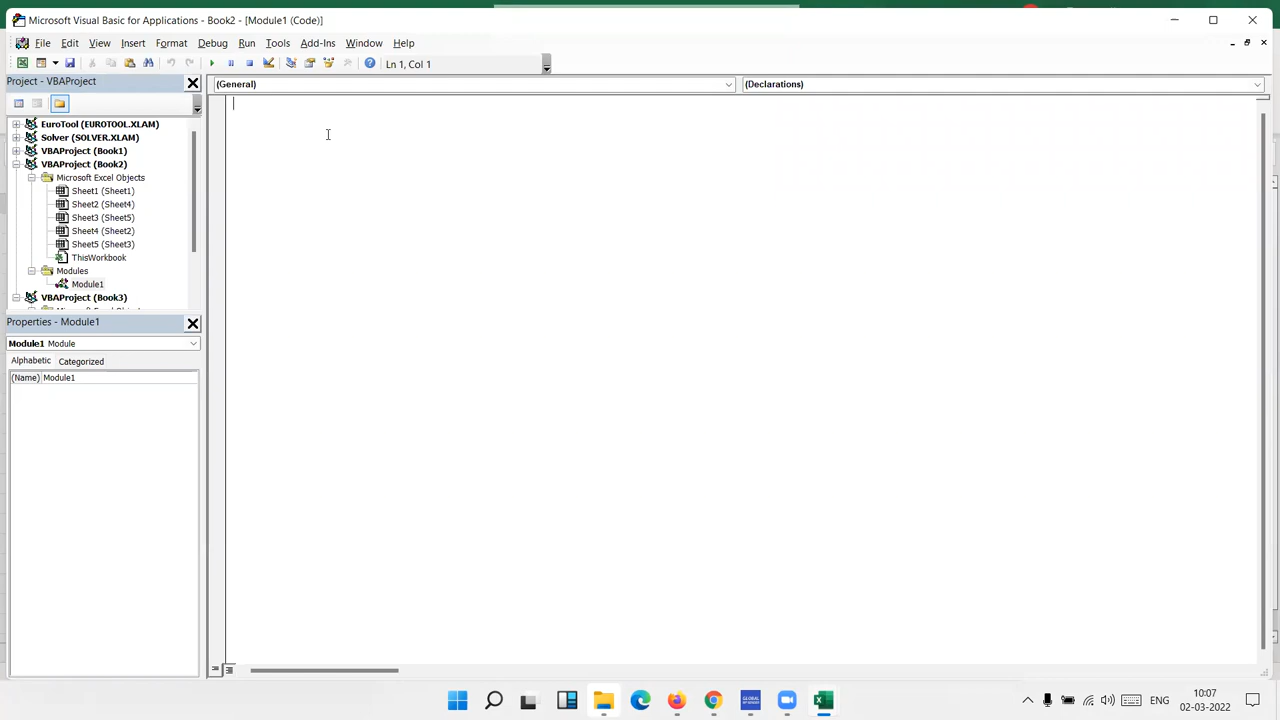 Microsoft Visual Basic for Applications - Book2 - [Module1 (Code)]
File Edit View Insert Format Debug Run Tools Add-Ins Window Help
Ln 1, Col 1
Project - VBAProject
(General)
(Declarations)
EuroTool (EUROTOOL.XLAM)
Solver (SOLVER.XLAM)
VBAProject (Book1)
VBAProject (Book2)
Microsoft Excel Objects
Sheet1 (Sheet1)
Sheet2 (Sheet4)
Sheet3 (Sheet5)
Sheet4 (Sheet2)
Sheet5 (Sheet3)
ThisWorkbook
Modules
Module1
VBAProject (Book3)
Properties - Module1
Module1 Module
Alphabetic Categorized
(Name) Module1
GLOBAL
ENG
10:07
02-03-2022